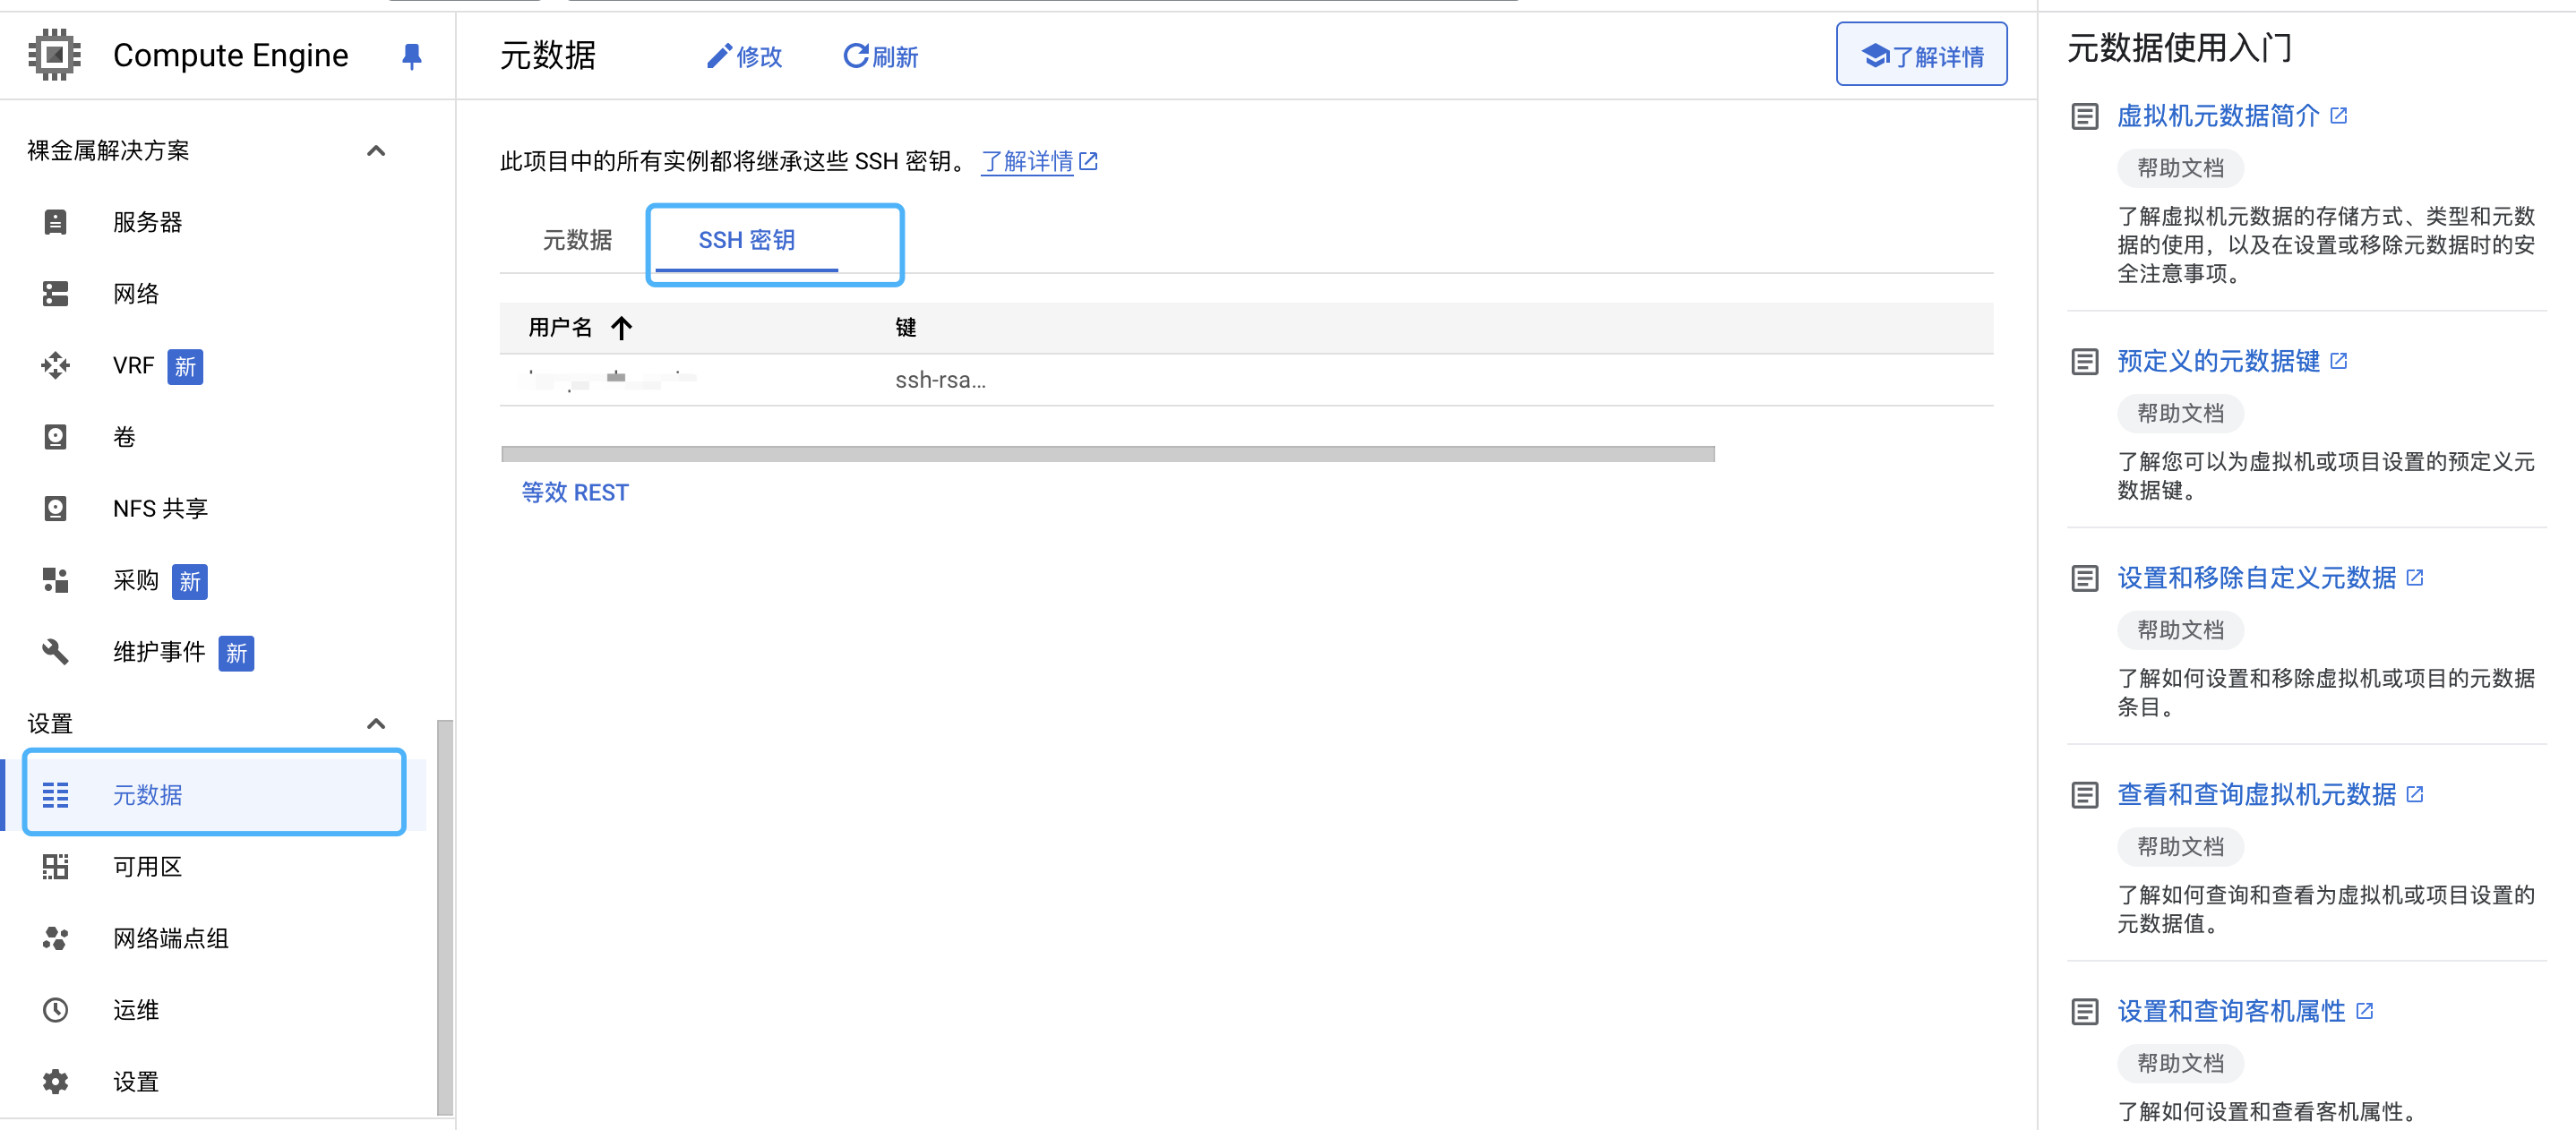 Compute Engine
裸金属解决方案
服务器
网络
VRF 新
卷
NFS 共享
采购 新
维护事件 新
设置
元数据
可用区
网络端点组
运维
设置
元数据
修改
刷新
了解详情
此项目中的所有实例都将继承这些 SSH 密钥。 了解详情
元数据
SSH 密钥
用户名 键
ssh-rsa...
等效 REST
元数据使用入门
虚拟机元数据简介
帮助文档
了解虚拟机元数据的存储方式、类型和元数
据的使用，以及在设置或移除元数据时的安
全注意事项。
预定义的元数据键
帮助文档
了解您可以为虚拟机或项目设置的预定义元
数据键。
设置和移除自定义元数据
帮助文档
了解如何设置和移除虚拟机或项目的元数据
条目。
查看和查询虚拟机元数据
帮助文档
了解如何查询和查看为虚拟机或项目设置的
元数据值。
设置和查询客机属性
帮助文档
了解如何设置和查看客机属性。